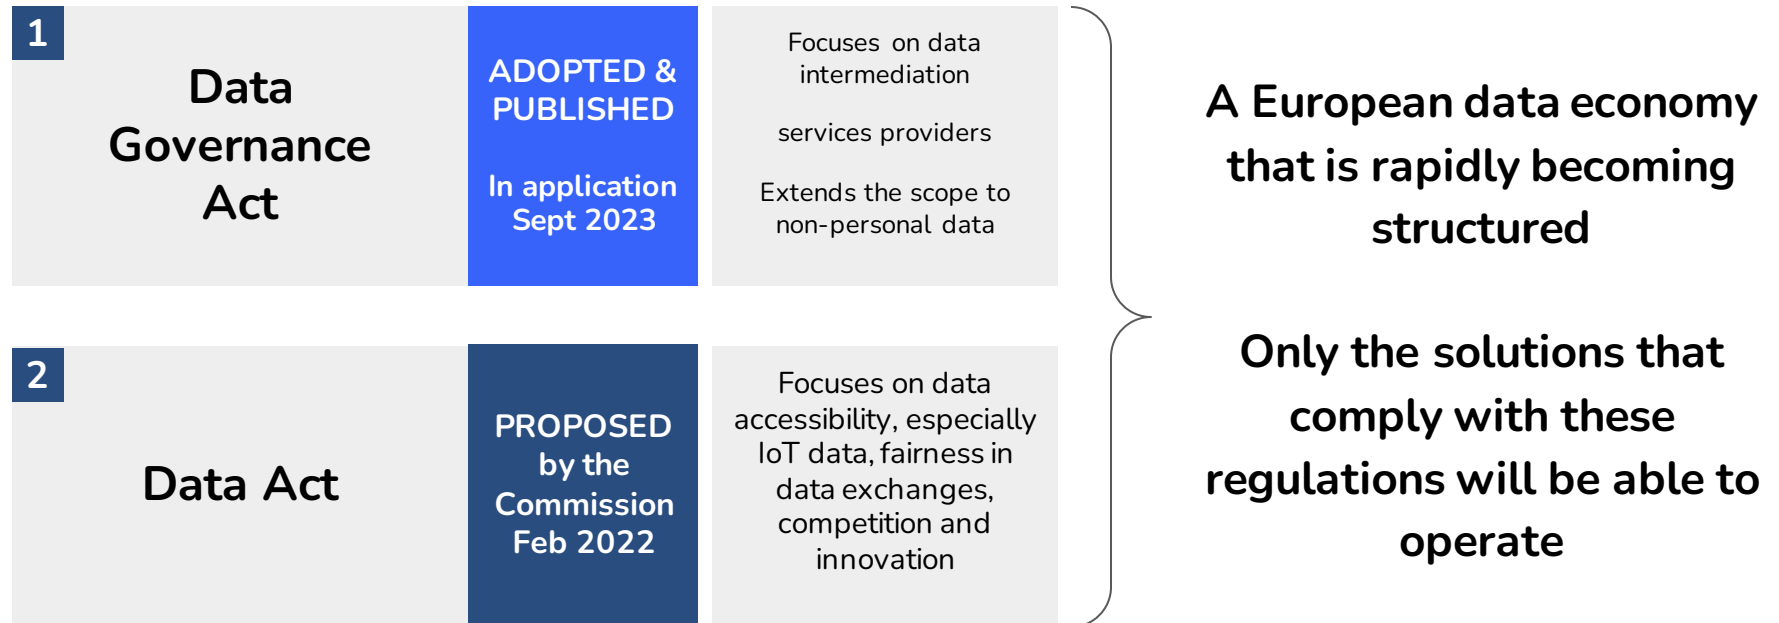 1
Data
Governance
Act
ADOPTED &
PUBLISHED
In application
Sept 2023
Focuses on data
intermediation
services providers
Extends the scope to
non-personal data
2
Data Act
PROPOSED
by the
Commission
Feb 2022
Focuses on data
accessibility, especially
IoT data, fairness in
data exchanges,
competition and
innovation
A European data economy
that is rapidly becoming
structured
Only the solutions that
comply with these
regulations will be able to
operate